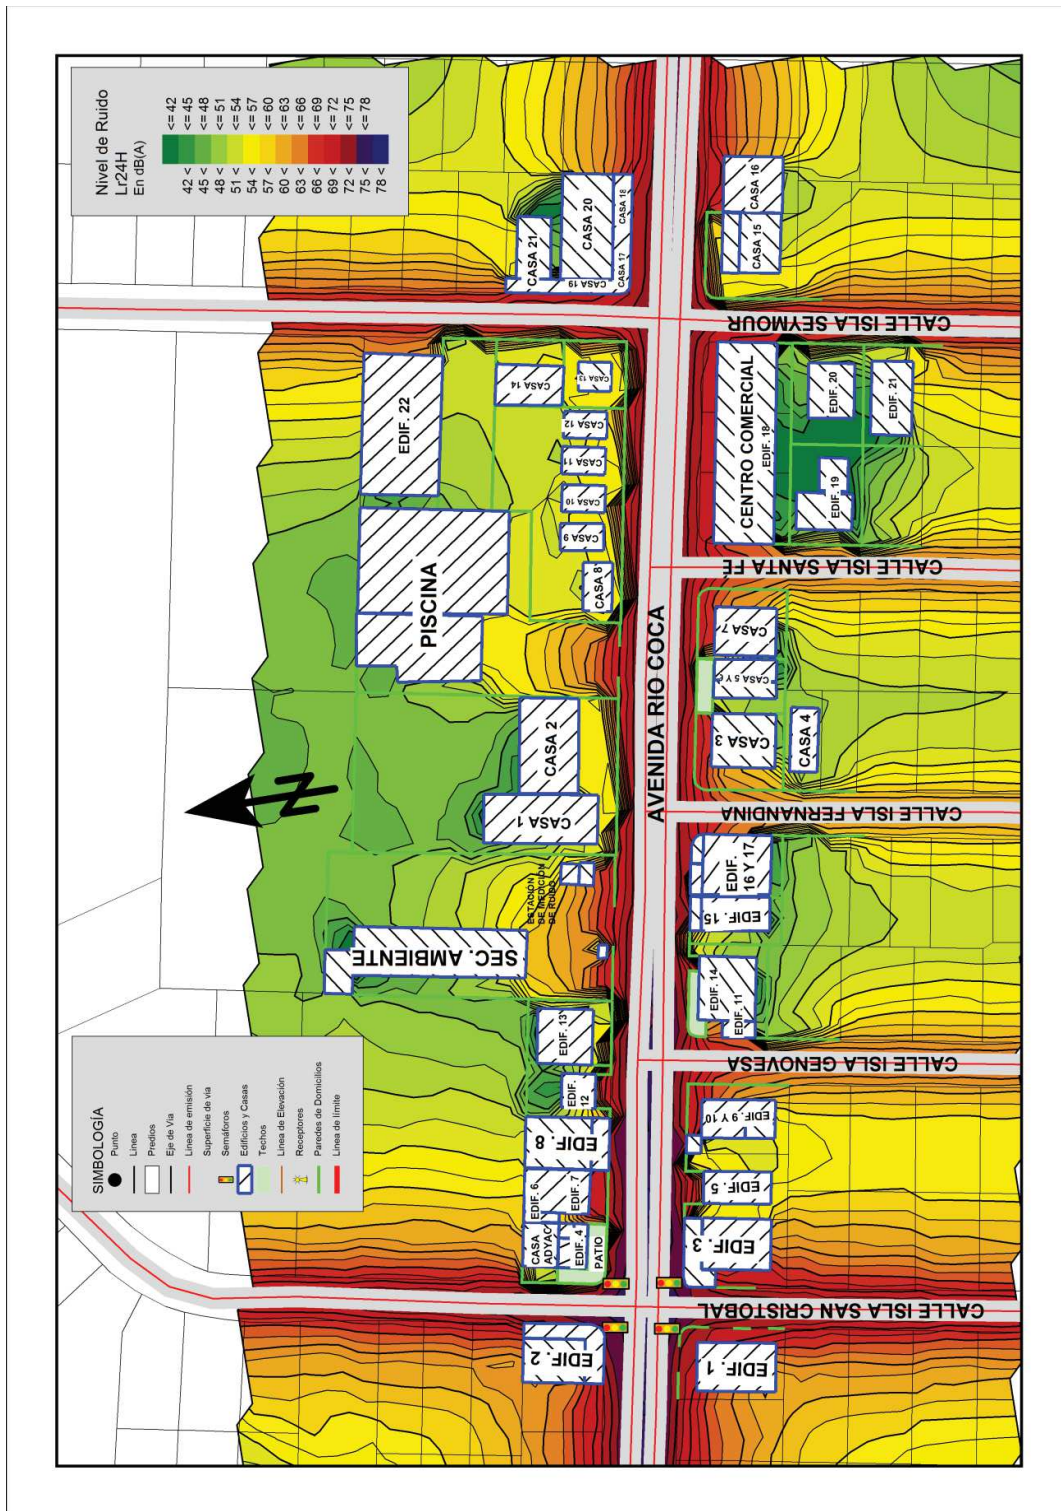 Nivel de Ruido
Lr24H
En dB(A)
<= 42
42 < <= 45
45 < <= 48
48 < <= 51
51 < <= 54
54 < <= 57
57 < <= 60
60 < <= 63
63 < <= 66
66 < <= 69
69 < <= 72
72 < <= 75
75 < <= 78
78 <
SIMBOLOGÍA
Punto
Linea
Predios
Eje de Via
Linea de emisión
Superficie de via
Semáforos
Edificios y Casas
Techos
Linea de Elevación
Receptores
Paredes de Domicilios
Linea de límite
N
AVENIDA RIO COCA
CALLE ISLA SAN CRISTOBAL
CALLE ISLA GENOVESA
CALLE ISLA FERNANDINA
CALLE ISLA SANTA FE
CALLE ISLA SEYMOUR
EDIF. 2
CASA
ADYAC
EDIF. 4
PATIO
EDIF. 6
EDIF. 7
EDIF. 8
EDIF.
12
EDIF. 13
SEC. AMBIENTE
ESTACIÓN
DE MEDICIÓN
DE RUIDO
CASA 1
CASA 2
PISCINA
EDIF. 22
CASA 8
CASA 9
CASA 10
CASA 11
CASA 12
CASA 13
CASA 14
CASA 21
CASA 20
CASA 19
CASA 17
CASA 18
EDIF. 1
EDIF. 3
EDIF. 5
EDIF. 9 Y 10
EDIF. 11
EDIF. 14
EDIF. 15
EDIF.
16 Y 17
CASA 3
CASA 4
CASA 5 Y 6
CASA 7
CENTRO COMERCIAL
EDIF. 18
EDIF. 19
EDIF. 20
EDIF. 21
CASA 15
CASA 16